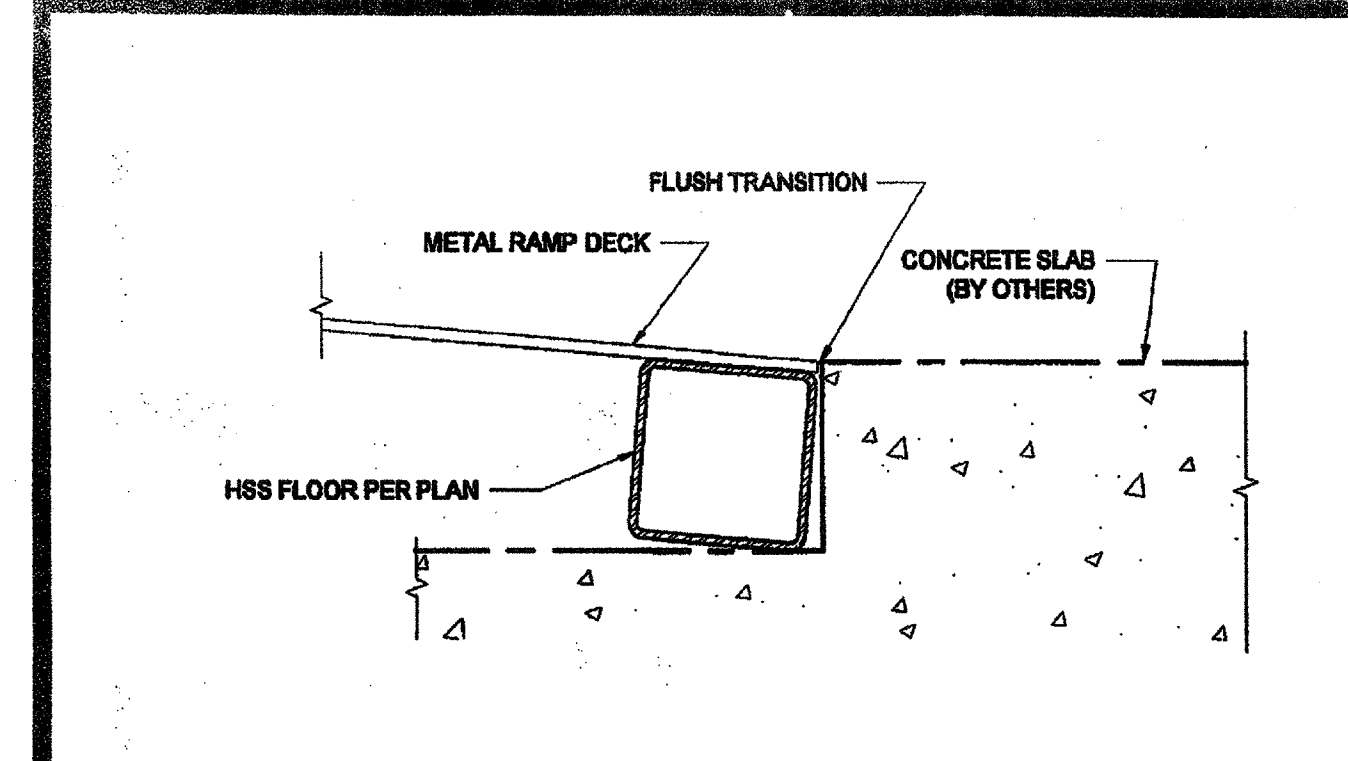 FLUSH TRANSITION
METAL RAMP DECK
CONCRETE SLAB
(BY OTHERS)
HSS FLOOR PER PLAN